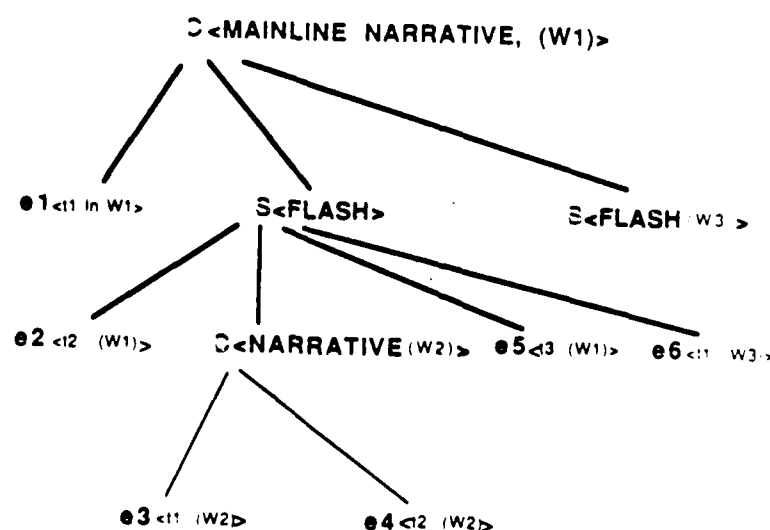 C<MAINLINE NARRATIVE, (W1)>
e1<t1 in W1> S<FLASH> S<FLASH W3 >
e2 <t2 (W1)> C<NARRATIVE (W2)> e5<t3 (W1)> e6<t1 W3>
e3<t1 (W2)> e4<t2 (W2)>